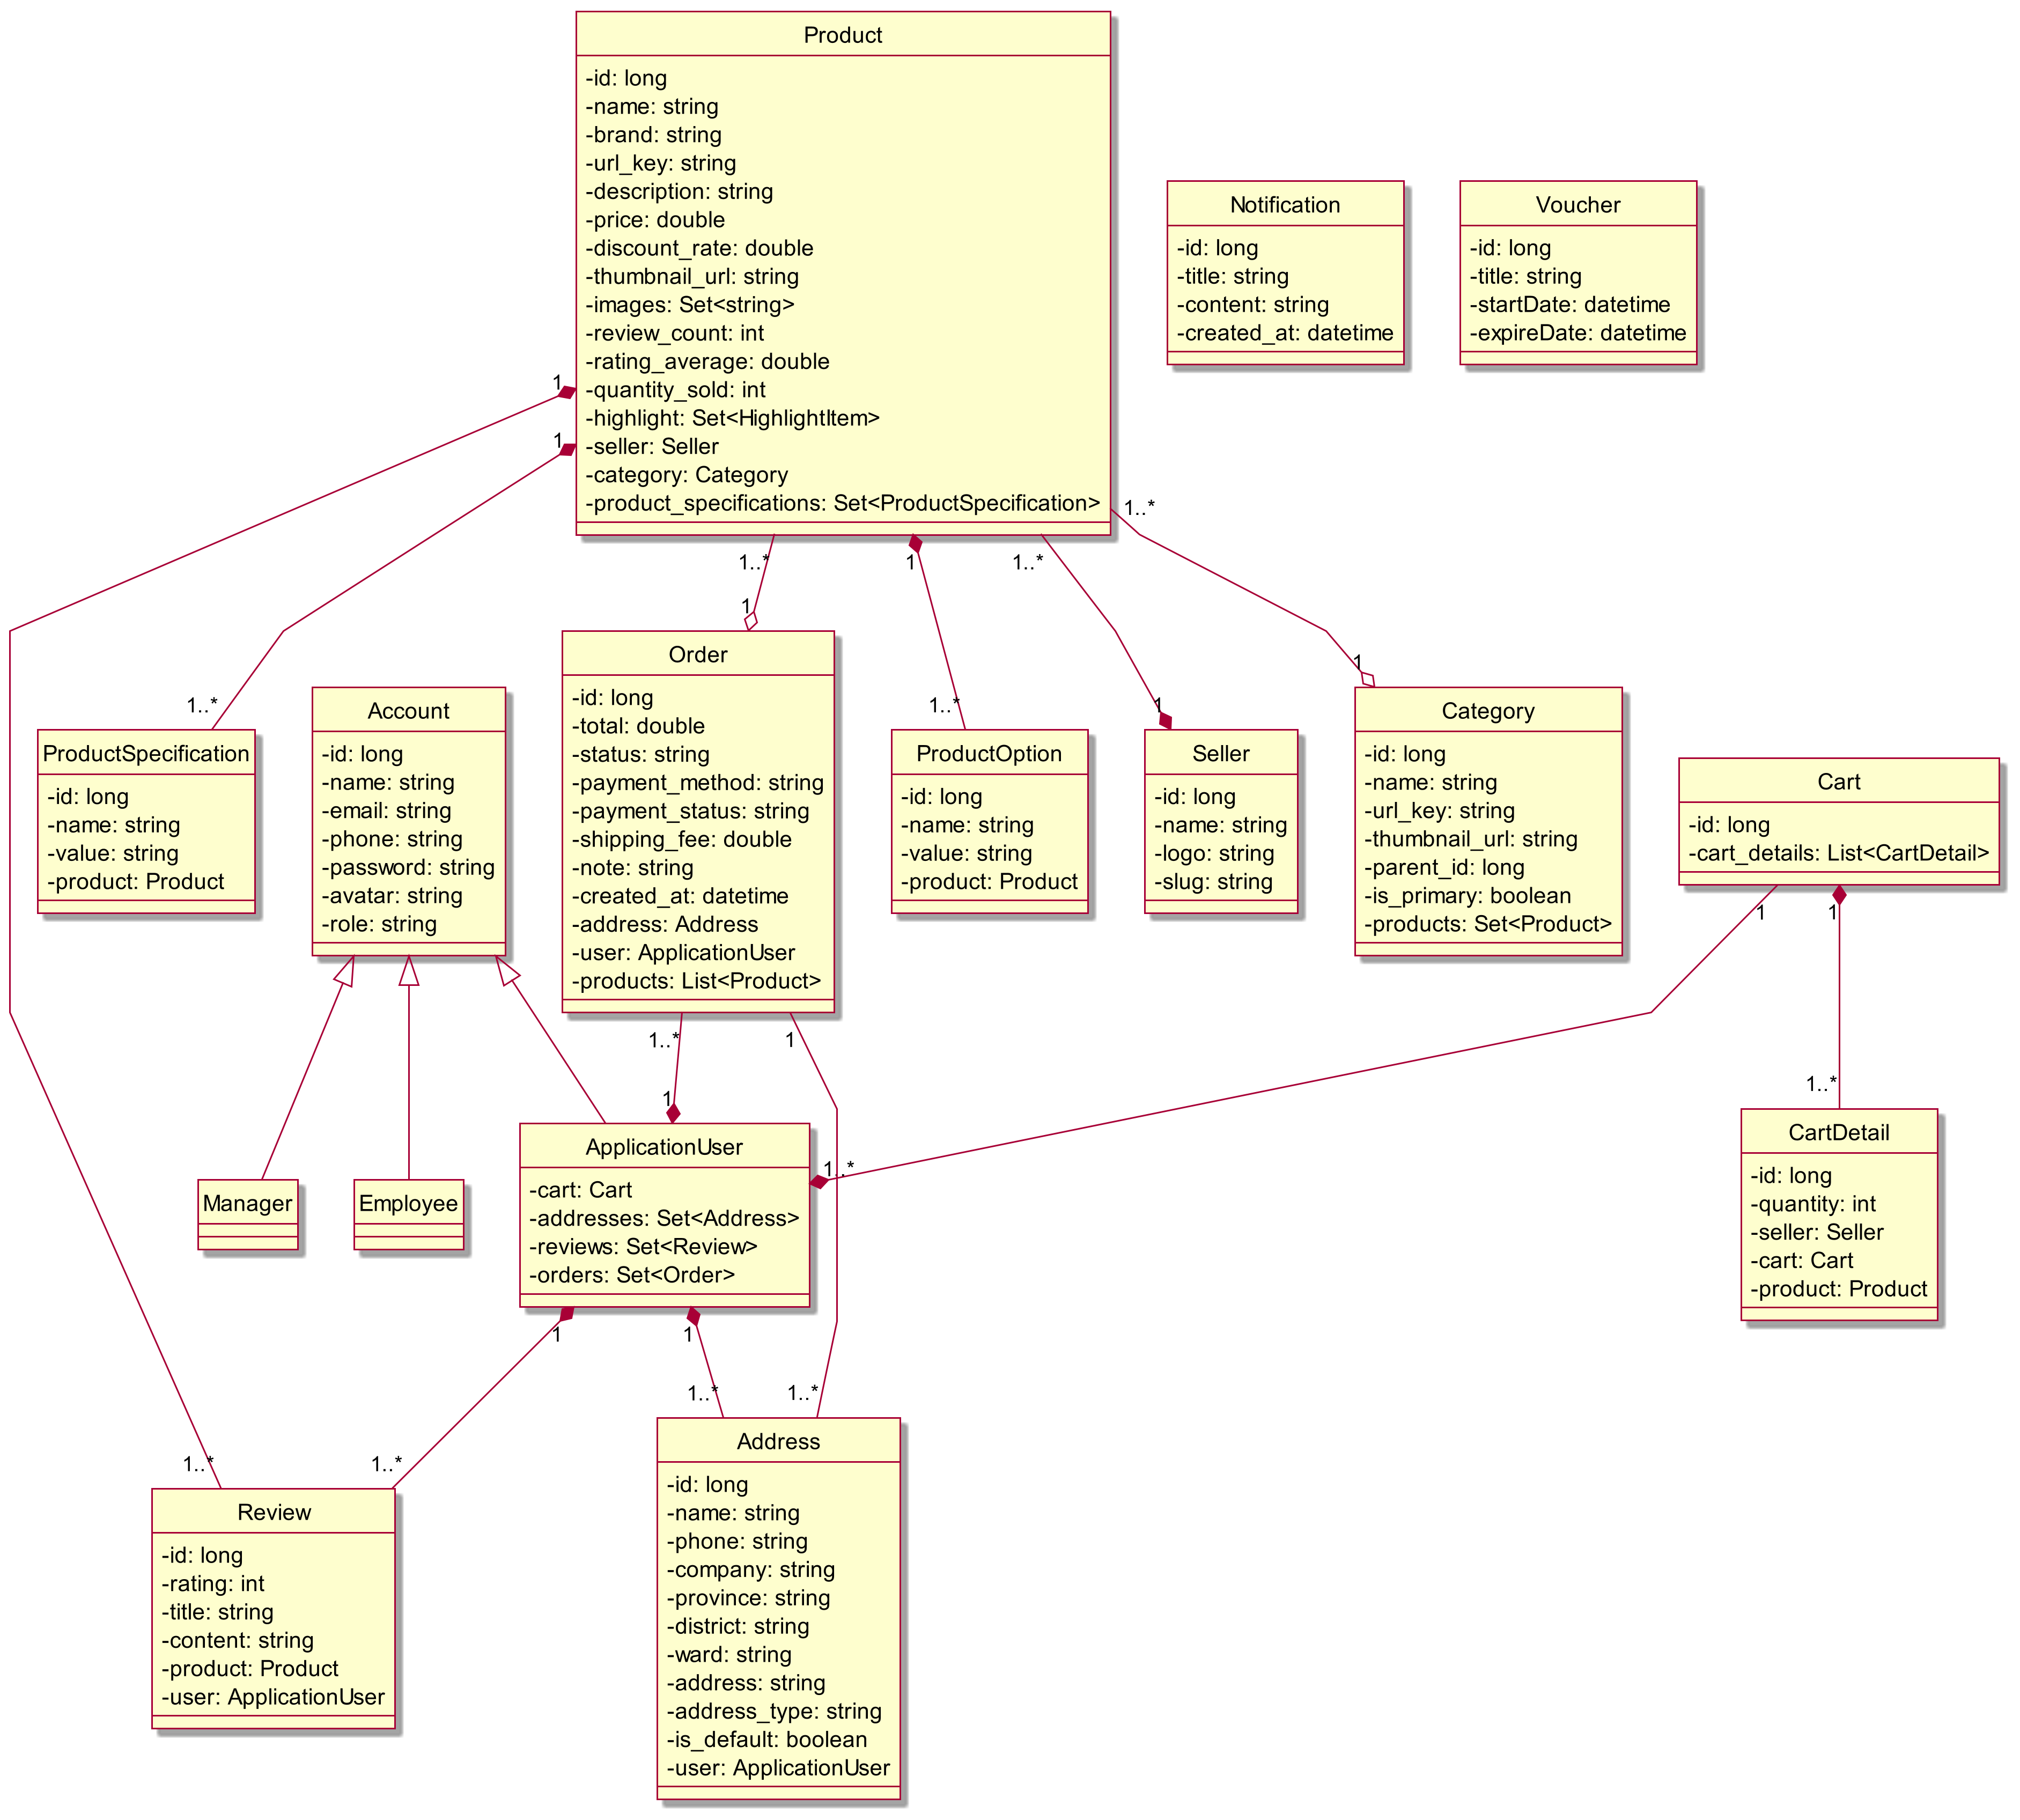 Product
-id: long
-name: string
-brand: string
-url_key: string
-description: string
-price: double
-discount_rate: double
-thumbnail_url: string
-images: Set<string>
-review_count: int
-rating_average: double
-quantity_sold: int
-highlight: Set<HighlightItem>
-seller: Seller
-category: Category
-product_specifications: Set<ProductSpecification>
Notification
-id: long
-title: string
-content: string
-created_at: datetime
Voucher
-id: long
-title: string
-startDate: datetime
-expireDate: datetime
1
1
1..*
1..*
1
1..*
1
1
1
1..*
1..*
ProductSpecification
-id: long
-name: string
-value: string
-product: Product
Account
-id: long
-name: string
-email: string
-phone: string
-password: string
-avatar: string
-role: string
Order
-id: long
-total: double
-status: string
-payment_method: string
-payment_status: string
-shipping_fee: double
-note: string
-created_at: datetime
-address: Address
-user: ApplicationUser
-products: List<Product>
ProductOption
-id: long
-name: string
-value: string
-product: Product
Seller
-id: long
-name: string
-logo: string
-slug: string
Category
-id: long
-name: string
-url_key: string
-thumbnail_url: string
-parent_id: long
-is_primary: boolean
-products: Set<Product>
Cart
-id: long
-cart_details: List<CartDetail>
1
1
1..*
1
1
1..*
1..*
Manager
Employee
ApplicationUser
-cart: Cart
-addresses: Set<Address>
-reviews: Set<Review>
-orders: Set<Order>
CartDetail
-id: long
-quantity: int
-seller: Seller
-cart: Cart
-product: Product
1
1
1..*
1..*
1..*
1..*
Review
-id: long
-rating: int
-title: string
-content: string
-product: Product
-user: ApplicationUser
Address
-id: long
-name: string
-phone: string
-company: string
-province: string
-district: string
-ward: string
-address: string
-address_type: string
-is_default: boolean
-user: ApplicationUser